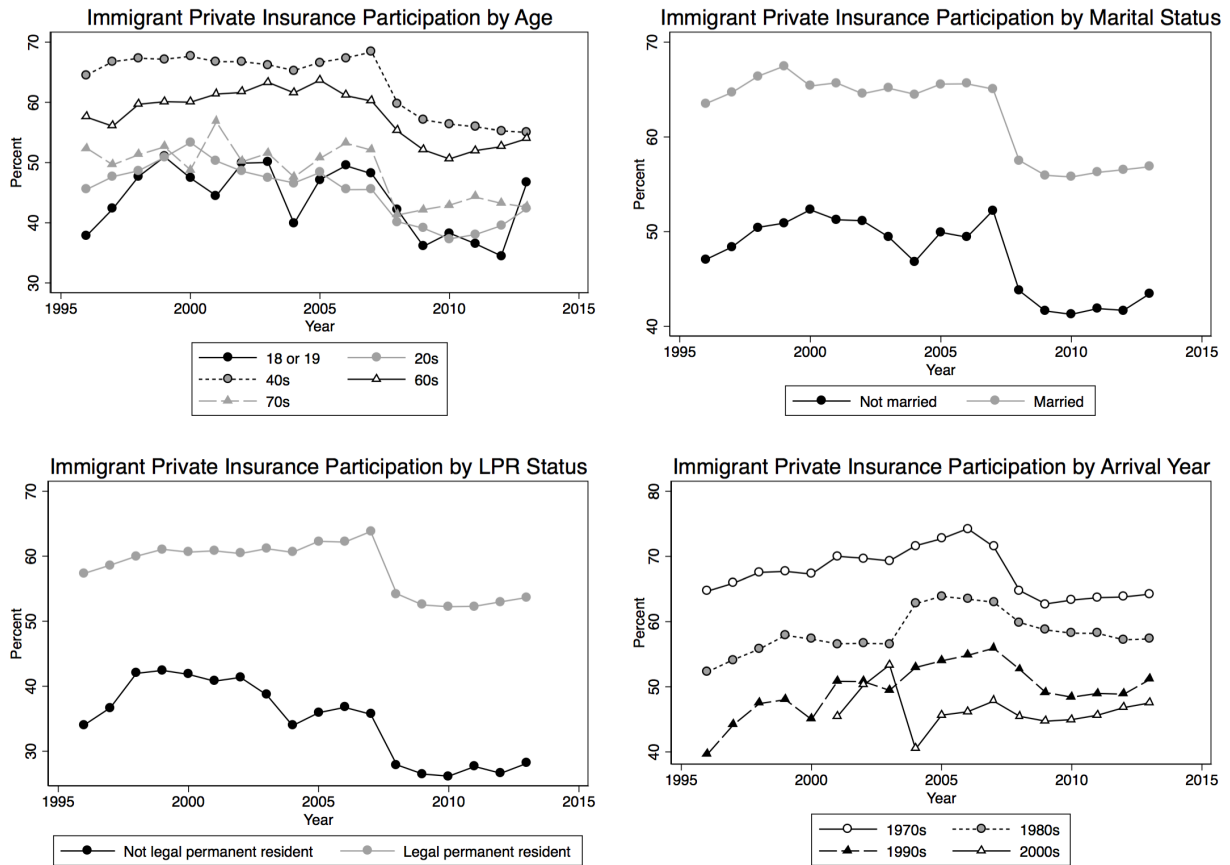 Immigrant Private Insurance Participation by Age
70
60
50
40
30
Percent
1995
2000
2005
2010
2015
Year
18 or 19
20s
40s
60s
70s
Immigrant Private Insurance Participation by Marital Status
70
60
50
40
Percent
1995
2000
2005
2010
2015
Year
Not married
Married
Immigrant Private Insurance Participation by LPR Status
70
60
50
40
30
Percent
1995
2000
2005
2010
2015
Year
Not legal permanent resident
Legal permanent resident
Immigrant Private Insurance Participation by Arrival Year
80
70
60
50
40
Percent
1995
2000
2005
2010
2015
Year
1970s
1980s
1990s
2000s